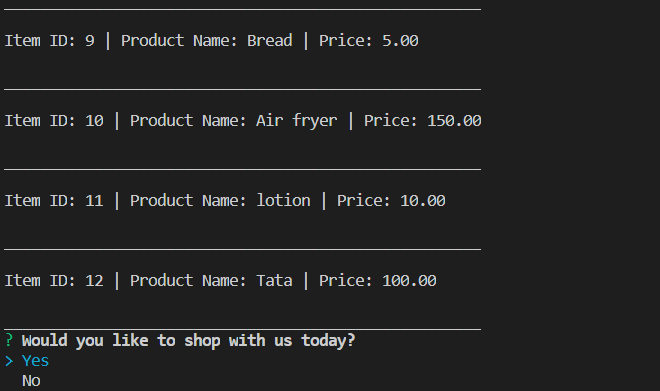 Item ID: 9 | Product Name: Bread | Price: 5.00
Item ID: 10 | Product Name: Air fryer | Price: 150.00
Item ID: 11 | Product Name: lotion | Price: 10.00
Item ID: 12 | Product Name: Tata | Price: 100.00
? Would you like to shop with us today?
> Yes
No